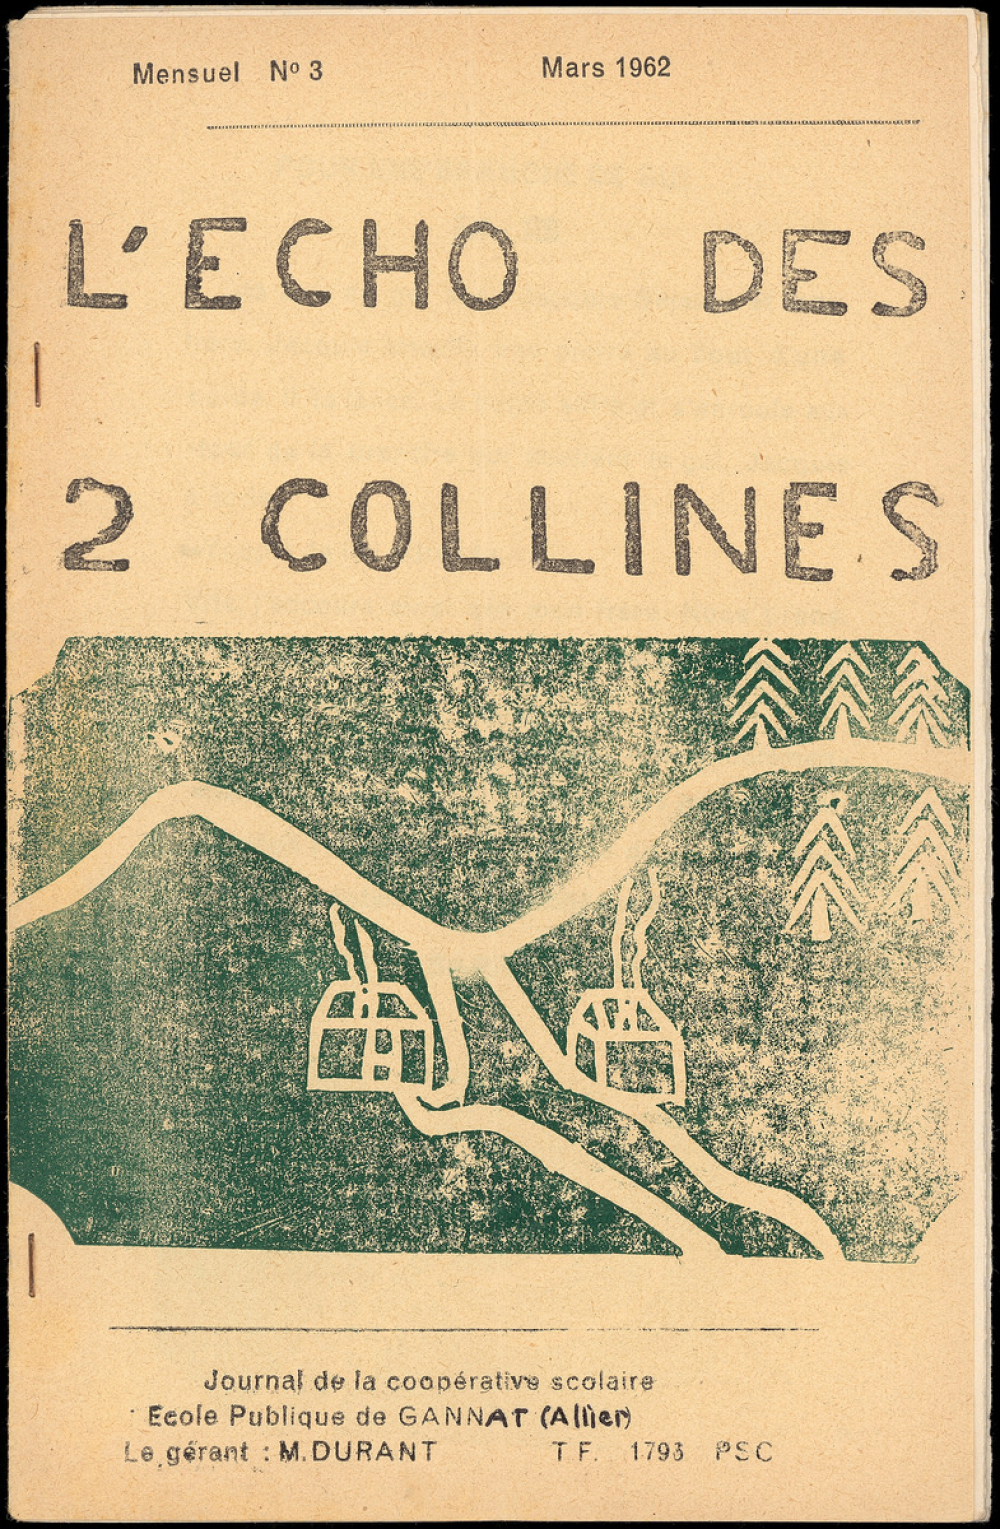 Mensuel Nº 3 Mars 1962
L'ECHO DES
2 COLLINES
Journal de la coopérative scolaire
Ecole Publique de GANNAT (Allier)
Le gérant : M.DURANT T F. 1793 PSC